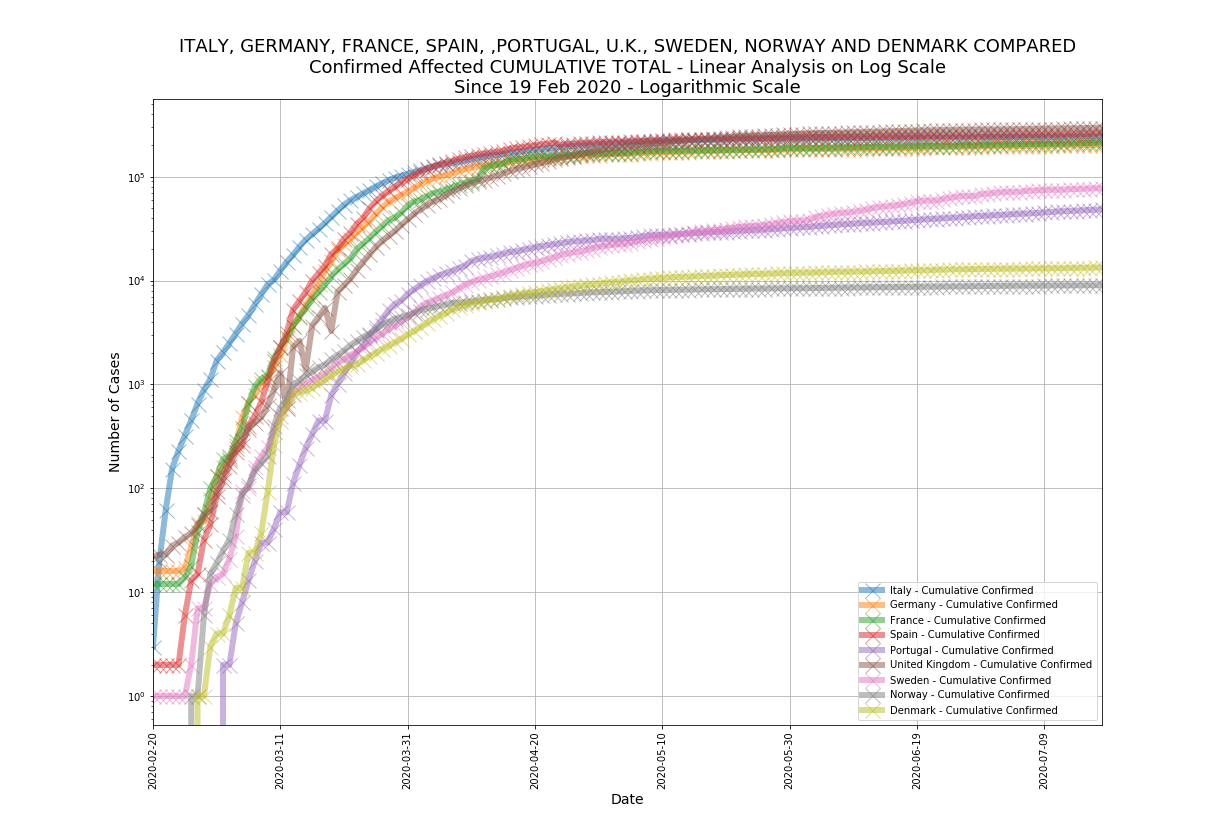 ITALY, GERMANY, FRANCE, SPAIN, ,PORTUGAL, U.K., SWEDEN, NORWAY AND DENMARK COMPARED
Confirmed Affected CUMULATIVE TOTAL - Linear Analysis on Log Scale
Since 19 Feb 2020 - Logarithmic Scale
Number of Cases
10⁵
10⁴
10³
10²
10¹
10⁰
Italy - Cumulative Confirmed
Germany - Cumulative Confirmed
France - Cumulative Confirmed
Spain - Cumulative Confirmed
Portugal - Cumulative Confirmed
United Kingdom - Cumulative Confirmed
Sweden - Cumulative Confirmed
Norway - Cumulative Confirmed
Denmark - Cumulative Confirmed
2020-02-20
2020-03-11
2020-03-31
2020-04-20
2020-05-10
2020-05-30
2020-06-19
2020-07-09
Date